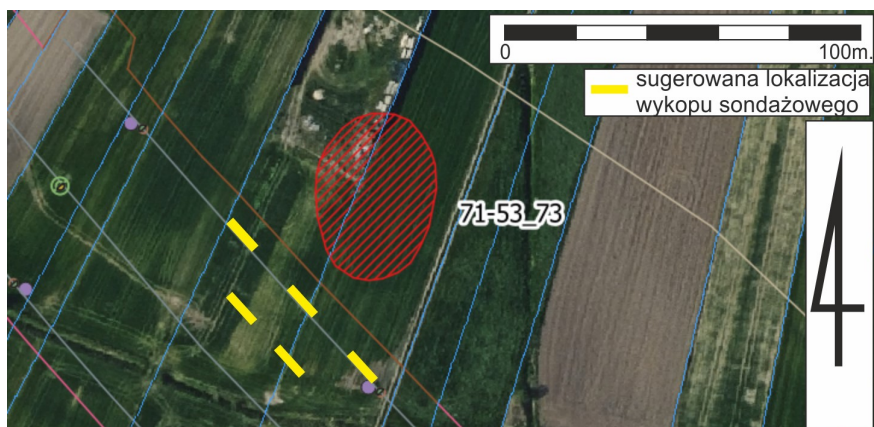 0 100m.
sugerowana lokalizacja
wykopu sondażowego
71-53_73